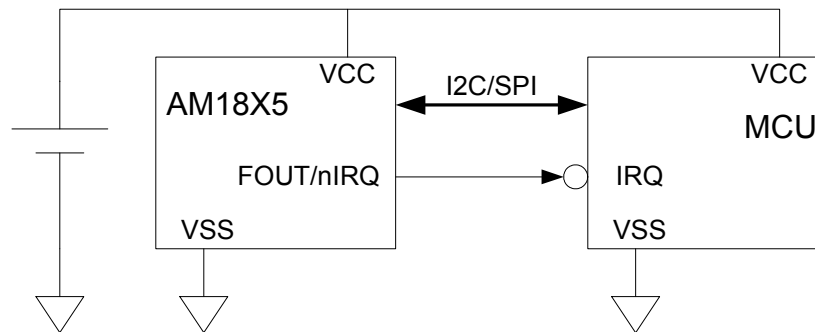 VCC
AM18X5
I2C/SPI
VCC
MCU
FOUT/nIRQ
IRQ
VSS
VSS